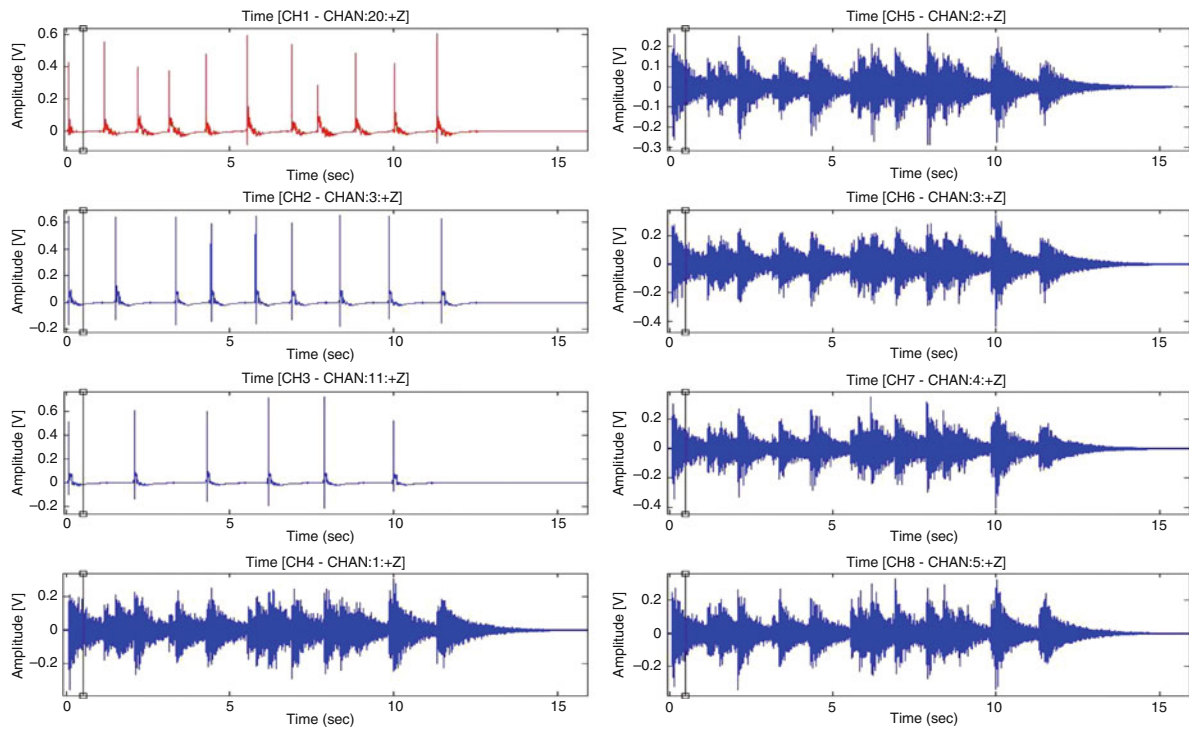 Time [CH1 - CHAN:20:+Z]
Amplitude [V]
0.6
0.4
0.2
0
0
5
10
15
Time (sec)
Time [CH2 - CHAN:3:+Z]
Amplitude [V]
0.6
0.4
0.2
0
−0.2
0
5
10
15
Time (sec)
Time [CH3 - CHAN:11:+Z]
Amplitude [V]
0.6
0.4
0.2
0
−0.2
0
5
10
15
Time (sec)
Time [CH4 - CHAN:1:+Z]
Amplitude [V]
0.2
0
−0.2
0
5
10
15
Time (sec)
Time [CH5 - CHAN:2:+Z]
Amplitude [V]
0.2
0.1
0
−0.1
−0.2
−0.3
0
5
10
15
Time (sec)
Time [CH6 - CHAN:3:+Z]
Amplitude [V]
0.2
0
−0.2
−0.4
0
5
10
15
Time (sec)
Time [CH7 - CHAN:4:+Z]
Amplitude [V]
0.2
0
−0.2
−0.4
0
5
10
15
Time (sec)
Time [CH8 - CHAN:5:+Z]
Amplitude [V]
0.2
0
−0.2
0
5
10
15
Time (sec)